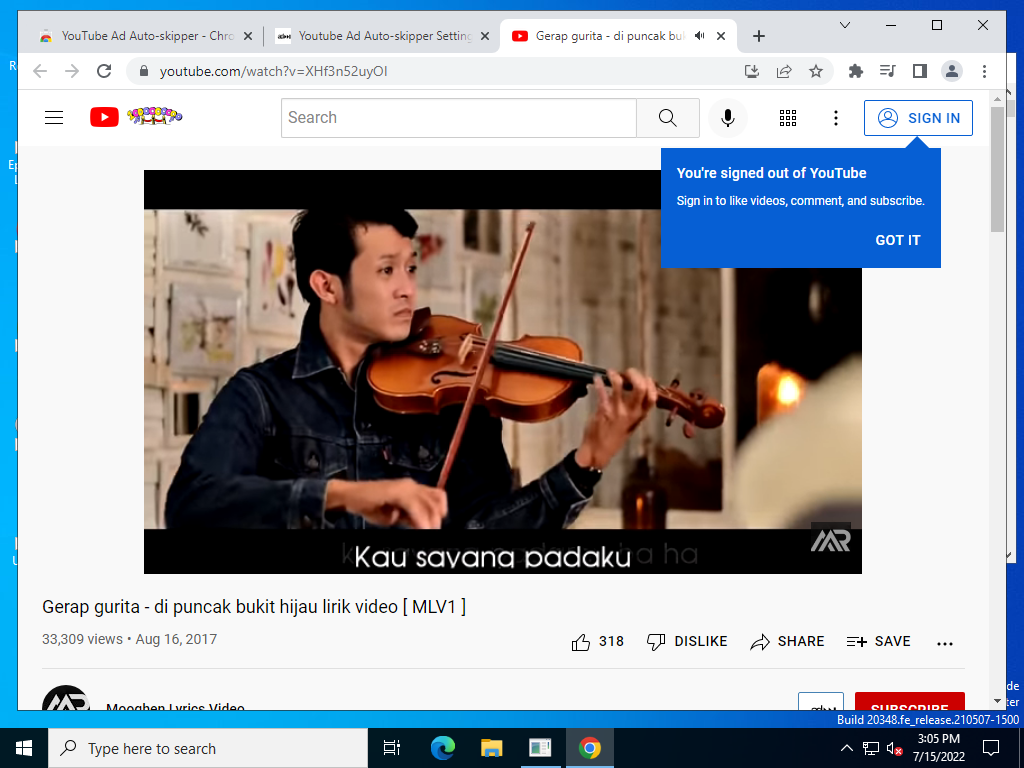 YouTube Ad Auto-skipper - Chro
Youtube Ad Auto-skipper Setting
Gerap gurita - di puncak buk
youtube.com/watch?v=XHf3n52uyOI
Search
SIGN IN
You're signed out of YouTube
Sign in to like videos, comment, and subscribe.
GOT IT
Kau sayang padaku
Gerap gurita - di puncak bukit hijau lirik video [ MLV1 ]
33,309 views • Aug 16, 2017
318
DISLIKE
SHARE
SAVE
Mooghen Lyrics Video
SUBSCRIBE
Build 20348.fe_release.210507-1500
Type here to search
3:05 PM
7/15/2022